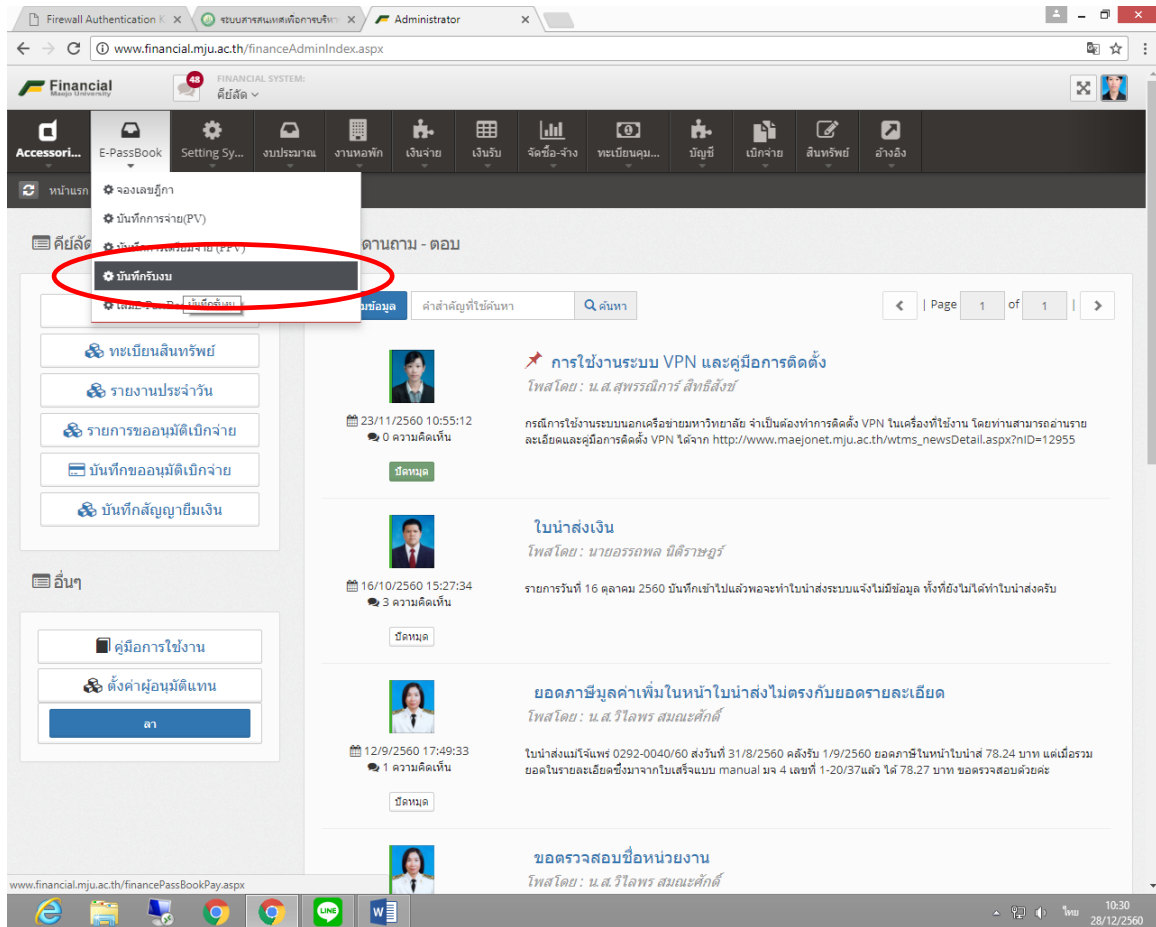 Firewall Authentication K
ระบบสารสนเทศเพื่อการบริหา
Administrator
www.financial.mju.ac.th/financeAdminIndex.aspx
Financial
Maejo University
48
FINANCIAL SYSTEM:
คีย์ลัด
Accessori...
E-PassBook
Setting Sy...
งบประมาณ
งานหอพัก
เงินจ่าย
เงินรับ
จัดซื้อ-จ้าง
ทะเบียนคุม...
บัญชี
เบิกจ่าย
สินทรัพย์
อ้างอิง
หน้าแรก
จองเลขฎีกา
บันทึกการจ่าย(PV)
บันทึกการเตรียมจ่าย(PPV)
บันทึกรับงบ
บันทึกรับงบ
คีย์ลัด
ดานถาม - ตอบ
คำสำคัญที่ใช้ค้นหา
ค้นหา
| Page 1 of 1 |
ทะเบียนสินทรัพย์
รายงานประจำวัน
รายการขออนุมัติเบิกจ่าย
บันทึกขออนุมัติเบิกจ่าย
บันทึกสัญญายืมเงิน
อื่นๆ
คู่มือการใช้งาน
ตั้งค่าผู้อนุมัติแทน
ลา
การใช้งานระบบ VPN และคู่มือการติดตั้ง
โพสโดย : น.ส.สุพรรณิการ์ สิทธิสังข์
23/11/2560 10:55:12
0 ความคิดเห็น
ปักหมุด
กรณีการใช้งานระบบนอกเครือข่ายมหาวิทยาลัย จำเป็นต้องทำการติดตั้ง VPN ในเครื่องที่ใช้งาน โดยท่านสามารถอ่านราย
ละเอียดและคู่มือการติดตั้ง VPN ได้จาก http://www.maejonet.mju.ac.th/wtms_newsDetail.aspx?nID=12955
ใบนำส่งเงิน
โพสโดย : นายอรรถพล นิติราษฎร์
16/10/2560 15:27:34
3 ความคิดเห็น
ปักหมุด
รายการวันที่ 16 ตุลาคม 2560 บันทึกเข้าไปแล้วพอจะทำใบนำส่งระบบแจ้งไม่มีข้อมูล ทั้งที่ยังไม่ได้ทำใบนำส่งครับ
ยอดภาษีมูลค่าเพิ่มในหน้าใบนำส่งไม่ตรงกับยอดรายละเอียด
โพสโดย : น.ส.วิไลพร สมณะศักดิ์
12/9/2560 17:49:33
1 ความคิดเห็น
ปักหมุด
ใบนำส่งแม่โจ้แพร่ 0292-0040/60 ส่งวันที่ 31/8/2560 คลังรับ 1/9/2560 ยอดภาษีในหน้าใบนำส่ 78.24 บาท แต่เมื่อรวม
ยอดในรายละเอียดซึ่งมาจากใบเสร็จแบบ manual มจ 4 เลขที่ 1-20/37แล้ว ได้ 78.27 บาท ขอตรวจสอบด้วยค่ะ
ขอตรวจสอบชื่อหน่วยงาน
โพสโดย : น.ส.วิไลพร สมณะศักดิ์
www.financial.mju.ac.th/financePassBookPay.aspx
LINE
ไทย
10:30
28/12/2560